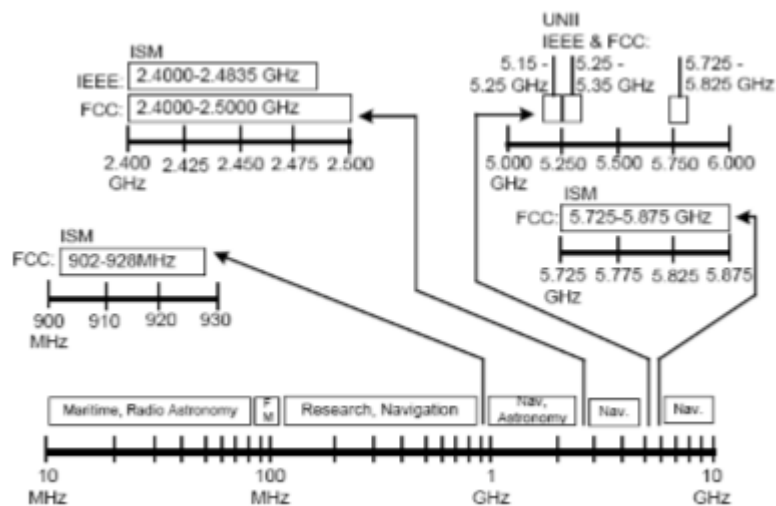 ISM
IEEE: 2.4000-2.4835 GHz
FCC: 2.4000-2.5000 GHz
2.400 2.425 2.450 2.475 2.500
GHz
UNII
IEEE & FCC:
5.15 - 5.25 - 5.725 -
5.25 GHz 5.35 GHz 5.825 GHz
5.000 5.250 5.500 5.750 6.000
GHz
ISM
FCC: 5.725-5.875 GHz
5.725 5.775 5.825 5.875
GHz
ISM
FCC: 902-928MHz
900 910 920 930
MHz
Maritime, Radio Astronomy
F
M
Research, Navigation
Nav,
Astronomy
Nav.
Nav.
10 100 1 10
MHz MHz GHz GHz